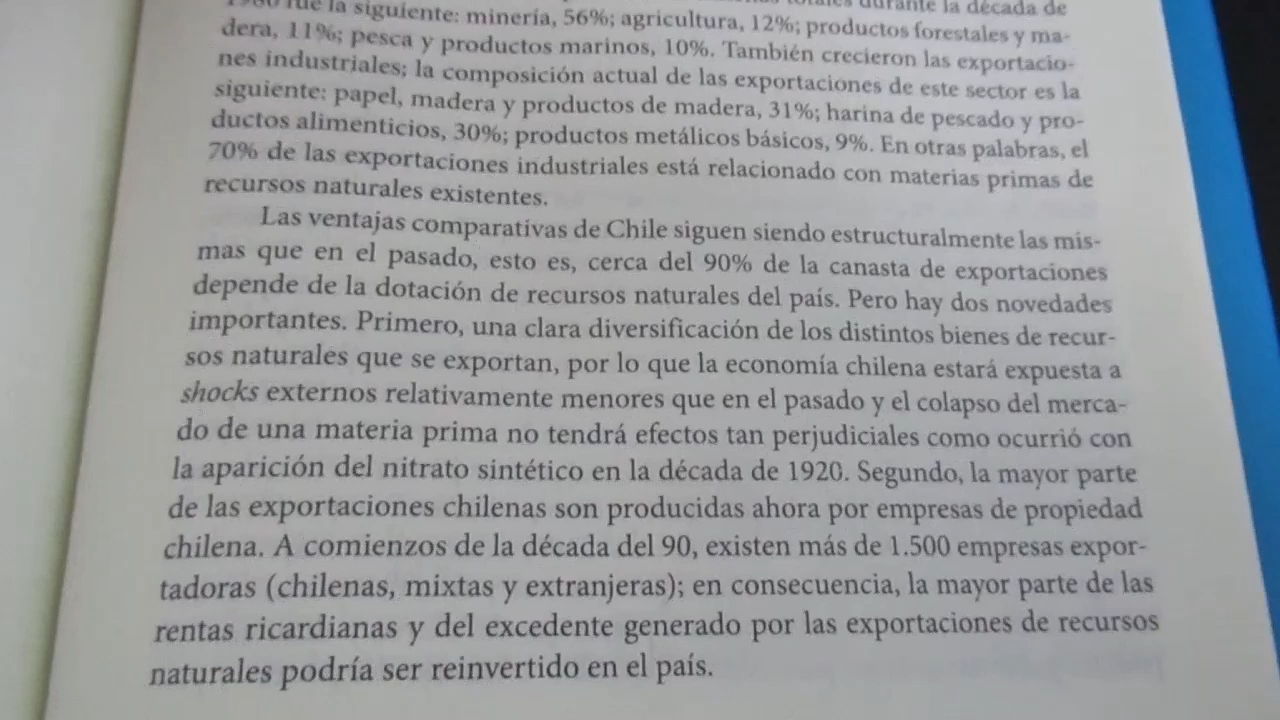 1980 fue la siguiente: minería, 56%; agricultura, 12%; productos forestales y ma-
dera, 11%; pesca y productos marinos, 10%. También crecieron las exportacio-
nes industriales; la composición actual de las exportaciones de este sector es la
siguiente: papel, madera y productos de madera, 31%; harina de pescado y pro-
ductos alimenticios, 30%; productos metálicos básicos, 9%. En otras palabras, el
70% de las exportaciones industriales está relacionado con materias primas de
recursos naturales existentes.
Las ventajas comparativas de Chile siguen siendo estructuralmente las mis-
mas que en el pasado, esto es, cerca del 90% de la canasta de exportaciones
depende de la dotación de recursos naturales del país. Pero hay dos novedades
importantes. Primero, una clara diversificación de los distintos bienes de recur-
sos naturales que se exportan, por lo que la economía chilena estará expuesta a
shocks externos relativamente menores que en el pasado y el colapso del merca-
do de una materia prima no tendrá efectos tan perjudiciales como ocurrió con
la aparición del nitrato sintético en la década de 1920. Segundo, la mayor parte
de las exportaciones chilenas son producidas ahora por empresas de propiedad
chilena. A comienzos de la década del 90, existen más de 1.500 empresas expor-
tadoras (chilenas, mixtas y extranjeras); en consecuencia, la mayor parte de las
rentas ricardianas y del excedente generado por las exportaciones de recursos
naturales podría ser reinvertido en el país.